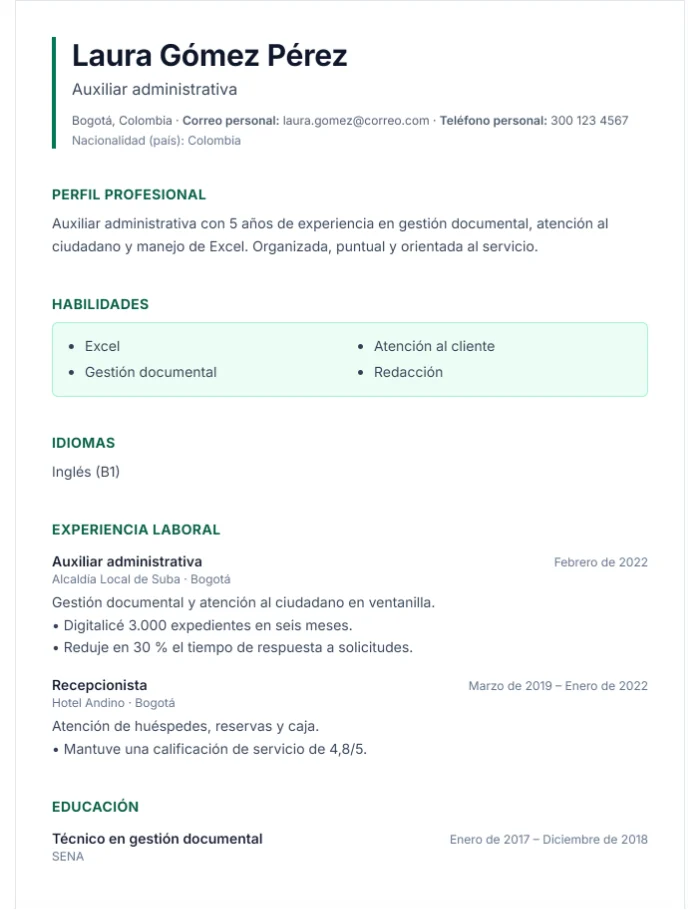 Laura Gómez Pérez
Auxiliar administrativa
Bogotá, Colombia · Correo personal: laura.gomez@correo.com · Teléfono personal: 300 123 4567
Nacionalidad (país): Colombia
PERFIL PROFESIONAL
Auxiliar administrativa con 5 años de experiencia en gestión documental, atención al
ciudadano y manejo de Excel. Organizada, puntual y orientada al servicio.
HABILIDADES
• Excel
• Atención al cliente
• Gestión documental
• Redacción
IDIOMAS
Inglés (B1)
EXPERIENCIA LABORAL
Auxiliar administrativa Febrero de 2022
Alcaldía Local de Suba · Bogotá
Gestión documental y atención al ciudadano en ventanilla.
• Digitalicé 3.000 expedientes en seis meses.
• Reduje en 30 % el tiempo de respuesta a solicitudes.
Recepcionista Marzo de 2019 – Enero de 2022
Hotel Andino · Bogotá
Atención de huéspedes, reservas y caja.
• Mantuve una calificación de servicio de 4,8/5.
EDUCACIÓN
Técnico en gestión documental Enero de 2017 – Diciembre de 2018
SENA